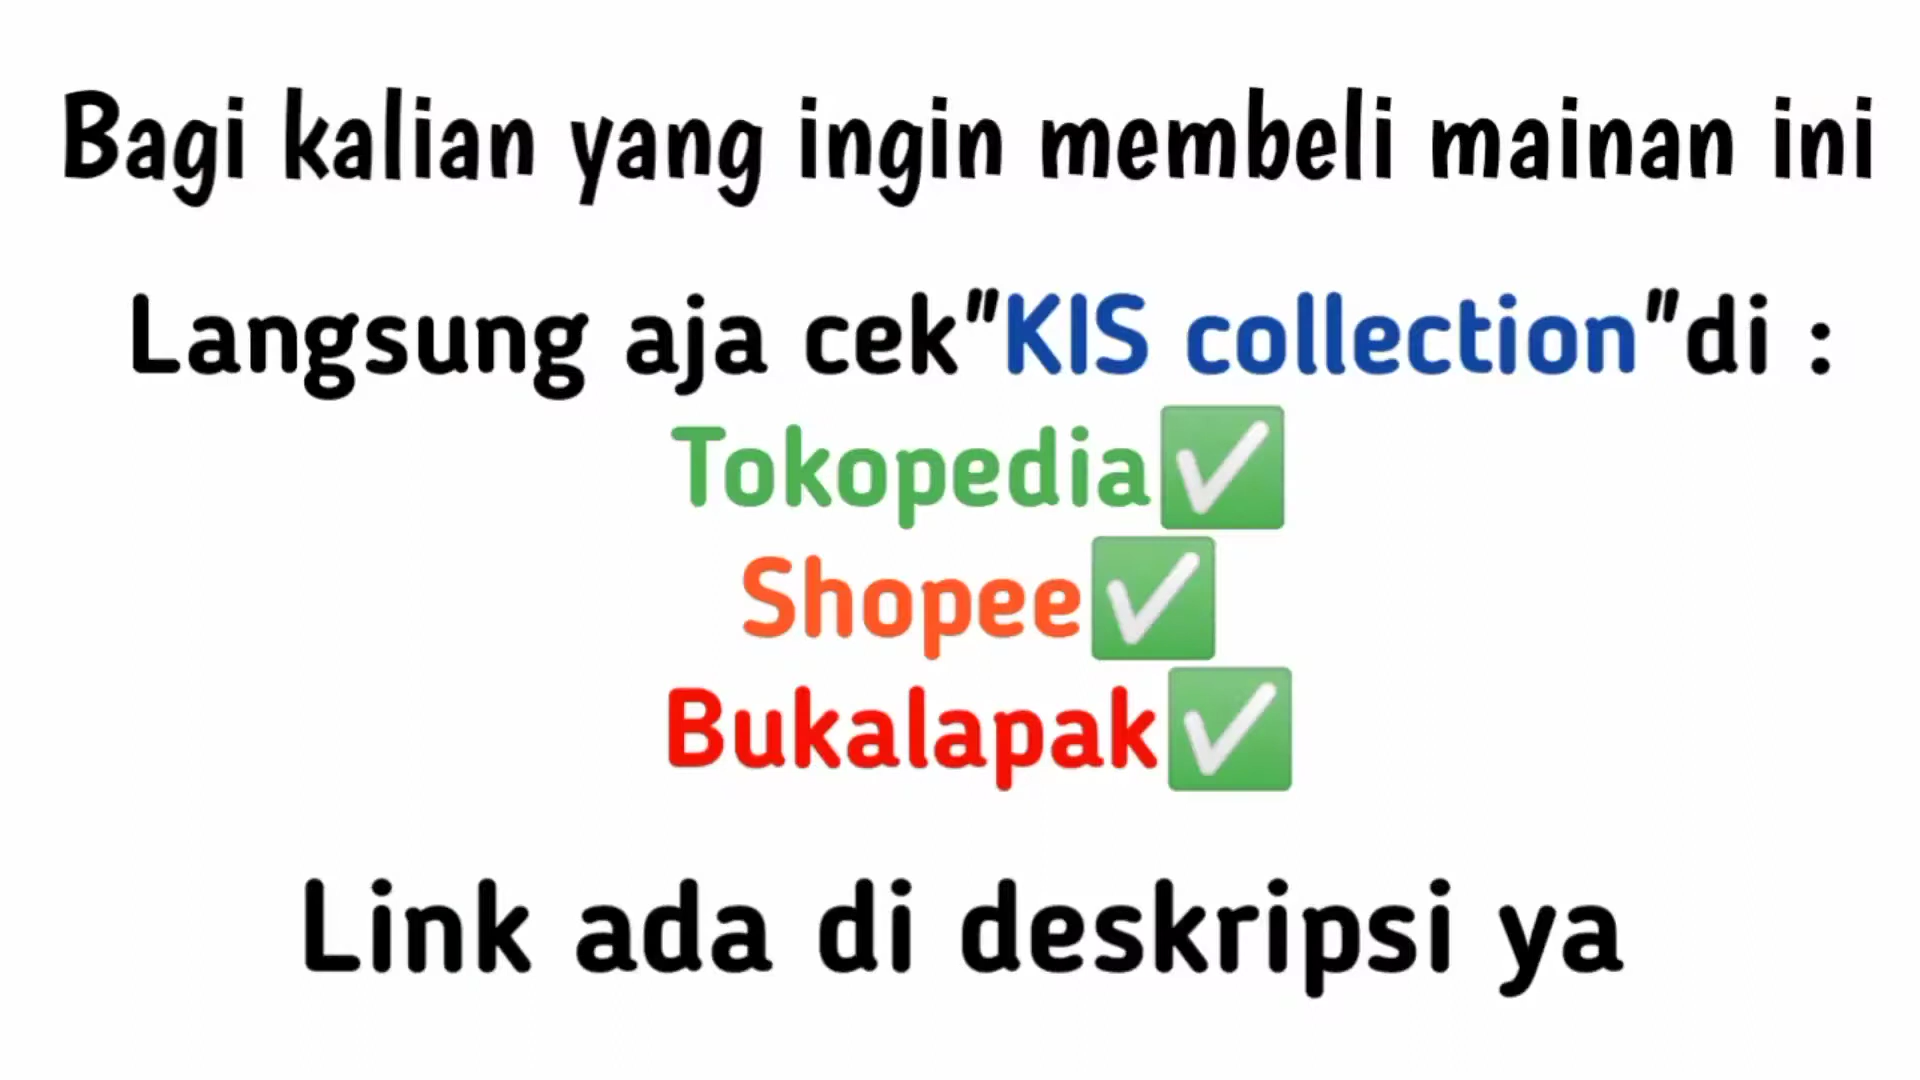 Bagi kalian yang ingin membeli mainan ini
Langsung aja cek"KIS collection"di :
Tokopedia✅
Shopee✅
Bukalapak✅
Link ada di deskripsi ya